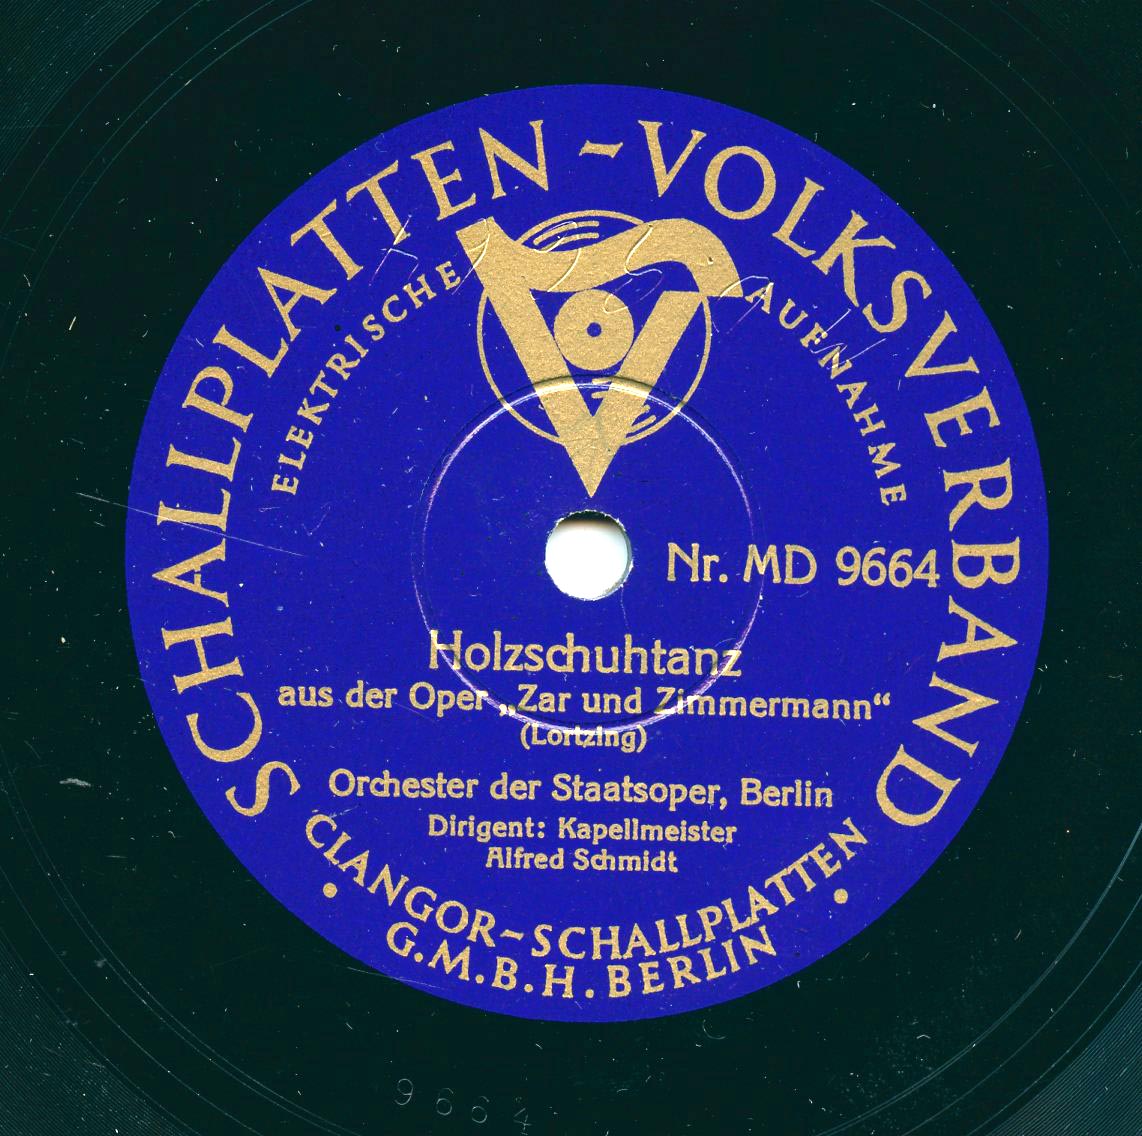 SCHALLPLATTEN-VOLKSVERBAND
ELEKTRISCHE AUFNAHME
Nr. MD 9664
Holzschuhtanz
aus der Oper „Zar und Zimmermann“
(Lortzing)
Orchester der Staatsoper, Berlin
Dirigent: Kapellmeister
Alfred Schmidt
• CLANGOR-SCHALLPLATTEN •
G.M.B.H. BERLIN
9664